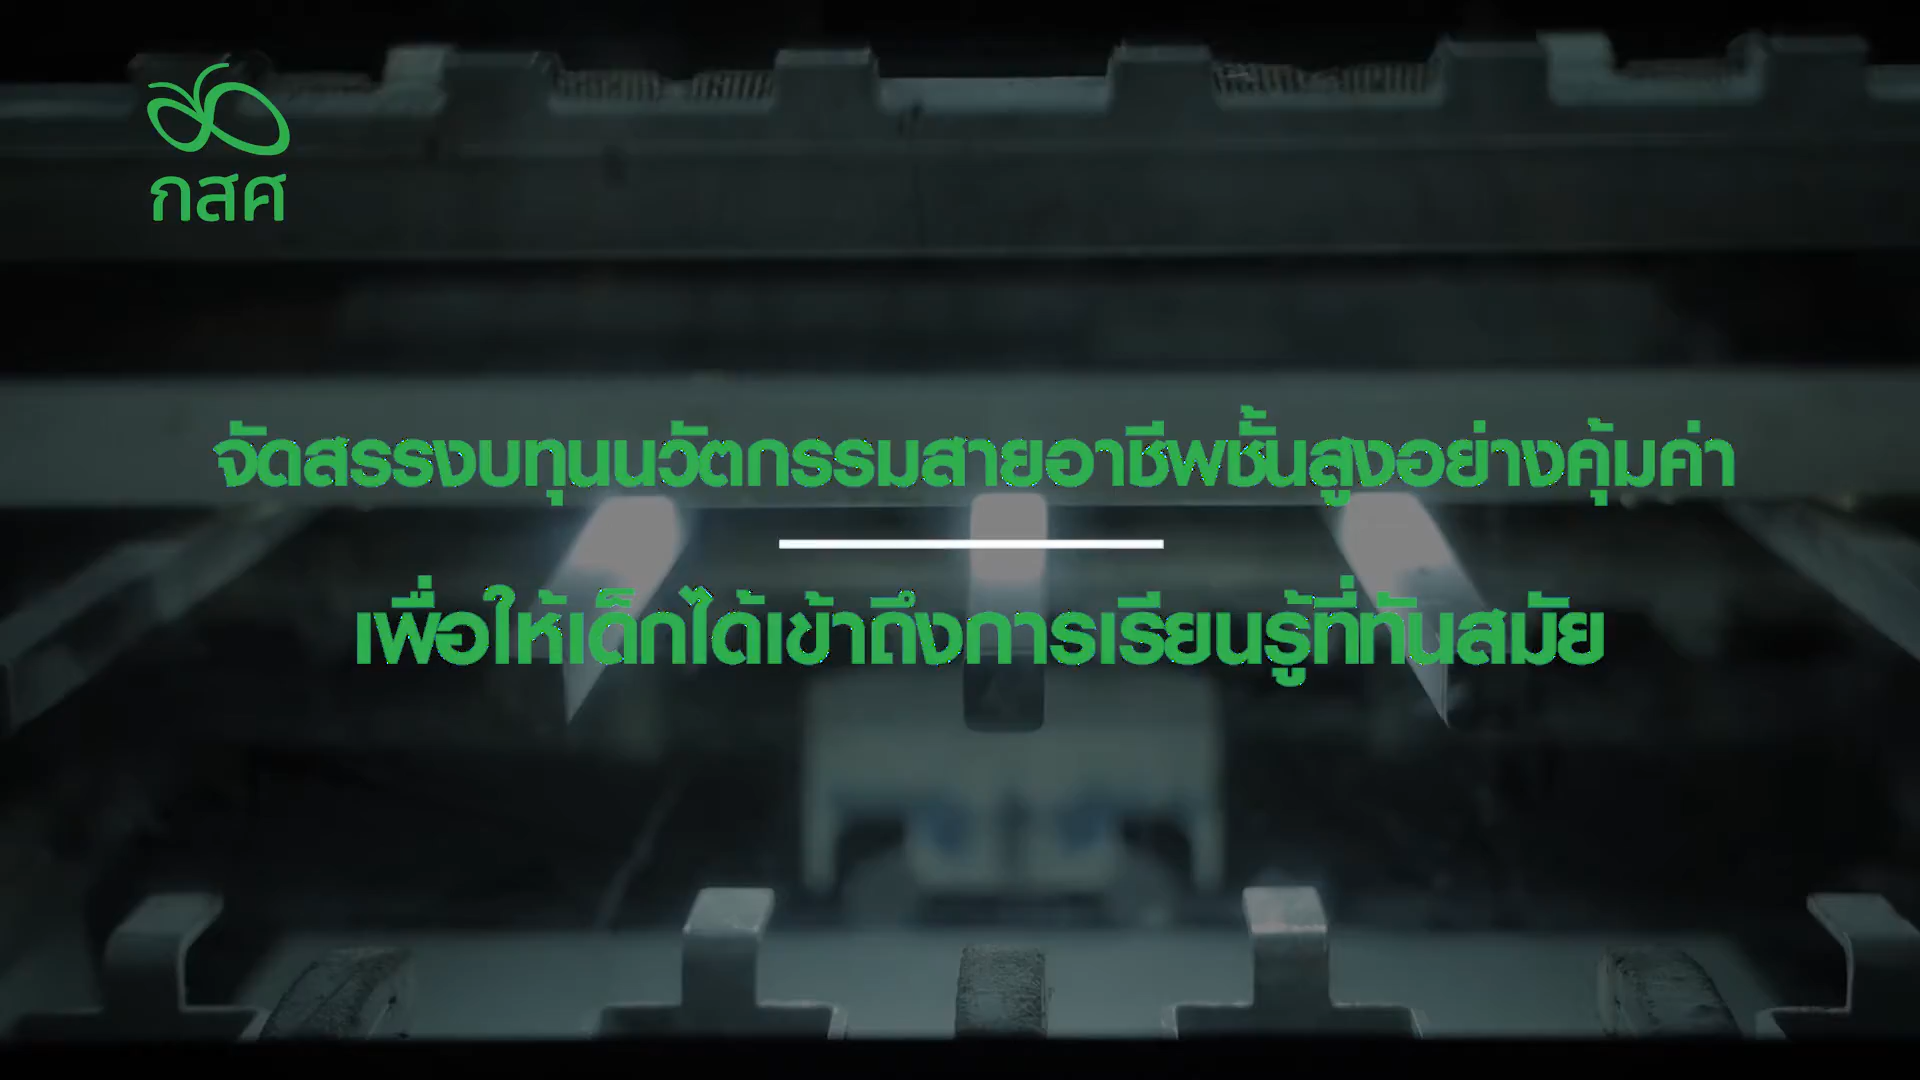 กสศ
จัดสรรงบทุนนวัตกรรมสายอาชีพชั้นสูงอย่างคุ้มค่า
เพื่อให้เด็กได้เข้าถึงการเรียนรู้ที่ทันสมัย